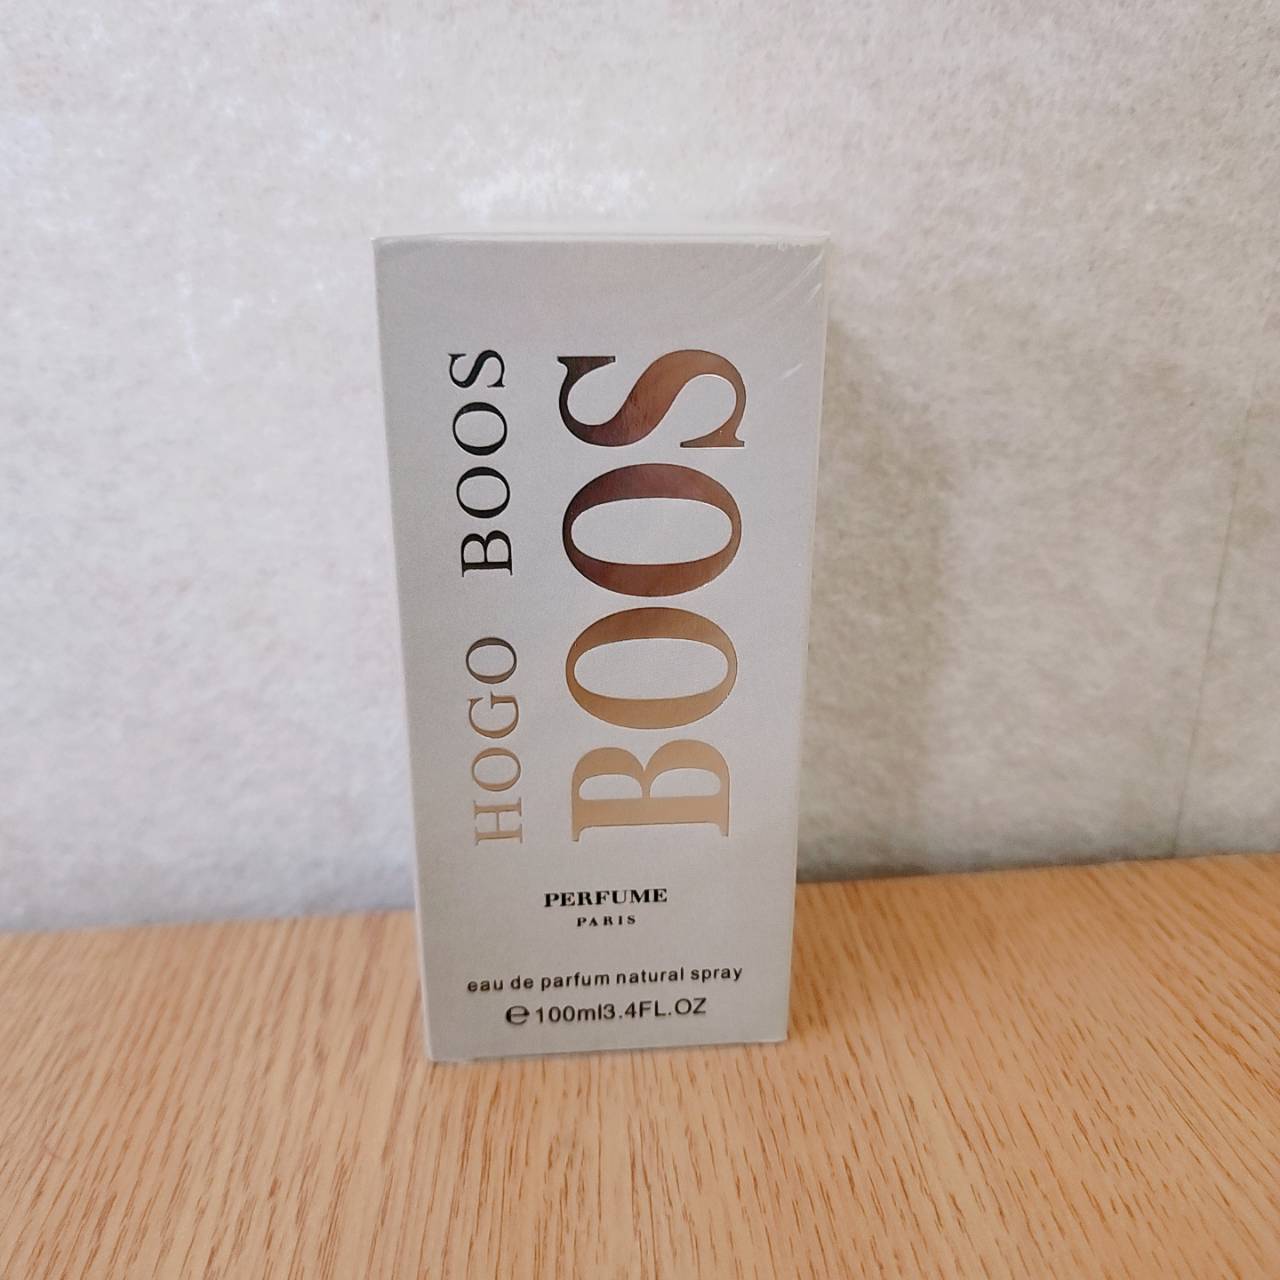 HOGO BOOS
BOOS
PERFUME
PARIS
eau de parfum natural spray
℮100ml3.4FL.OZ